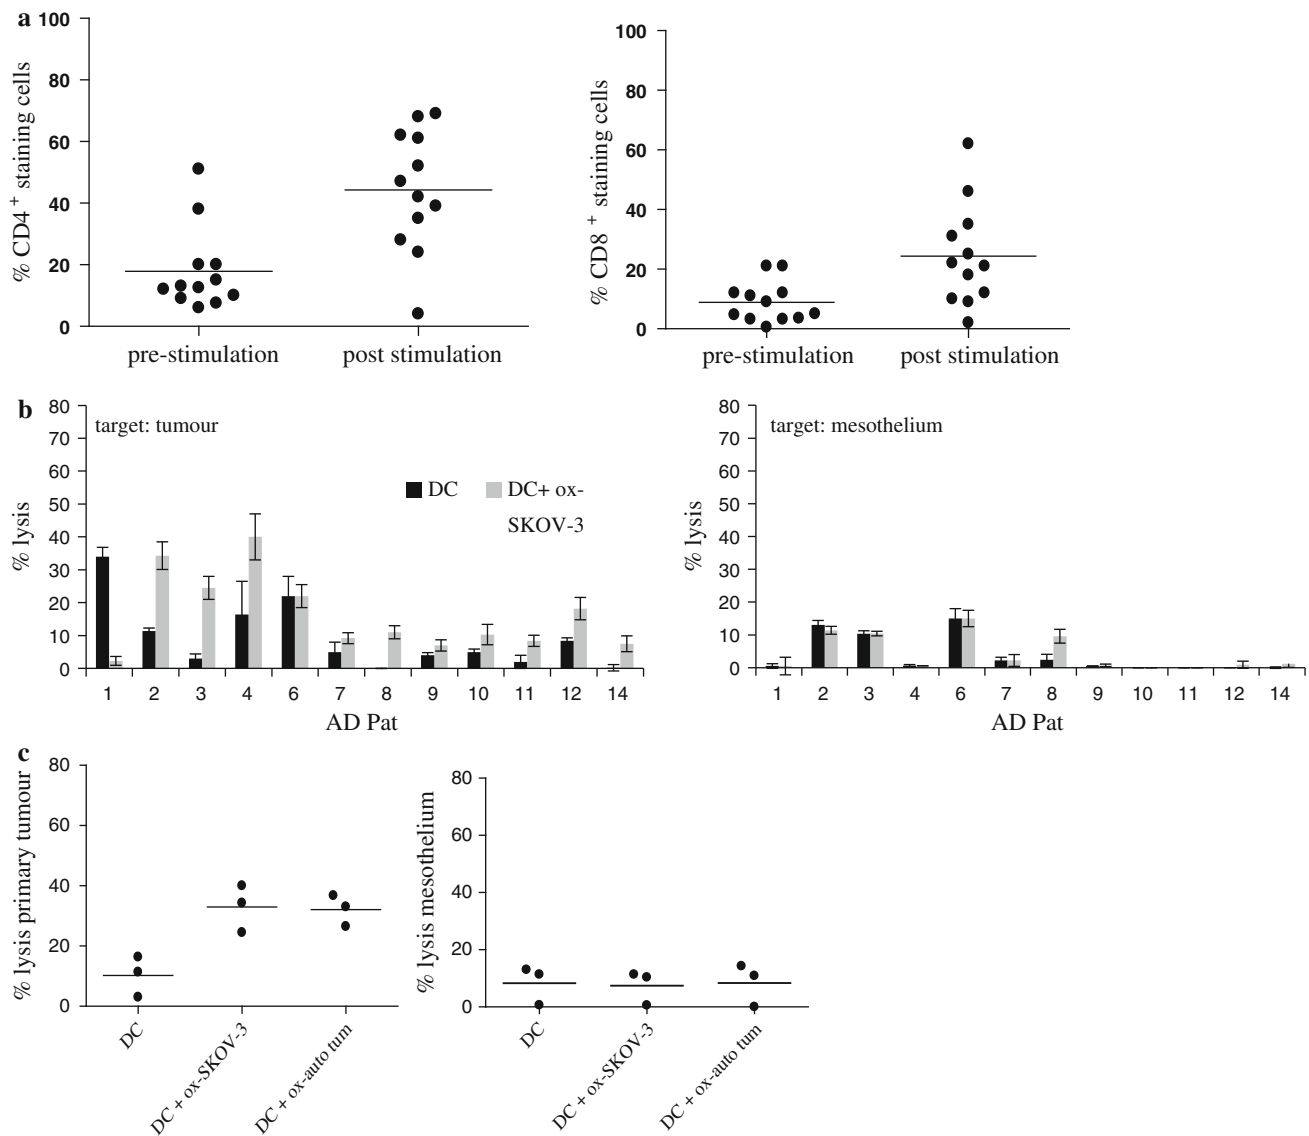 a
100
80
60
40
20
0
% CD4 + staining cells
pre-stimulation
post stimulation
100
80
60
40
20
0
% CD8 + staining cells
pre-stimulation
post stimulation
b
80
70
60
50
40
30
20
10
0
% lysis
target: tumour
DC
DC+ ox-
SKOV-3
1 2 3 4 6 7 8 9 10 11 12 14
AD Pat
80
70
60
50
40
30
20
10
0
% lysis
target: mesothelium
1 2 3 4 6 7 8 9 10 11 12 14
AD Pat
c
80
60
40
20
0
% lysis primary tumour
DC
DC + ox-SKOV-3
DC + ox-auto tum
80
60
40
20
0
% lysis mesothelium
DC
DC + ox-SKOV-3
DC + ox-auto tum